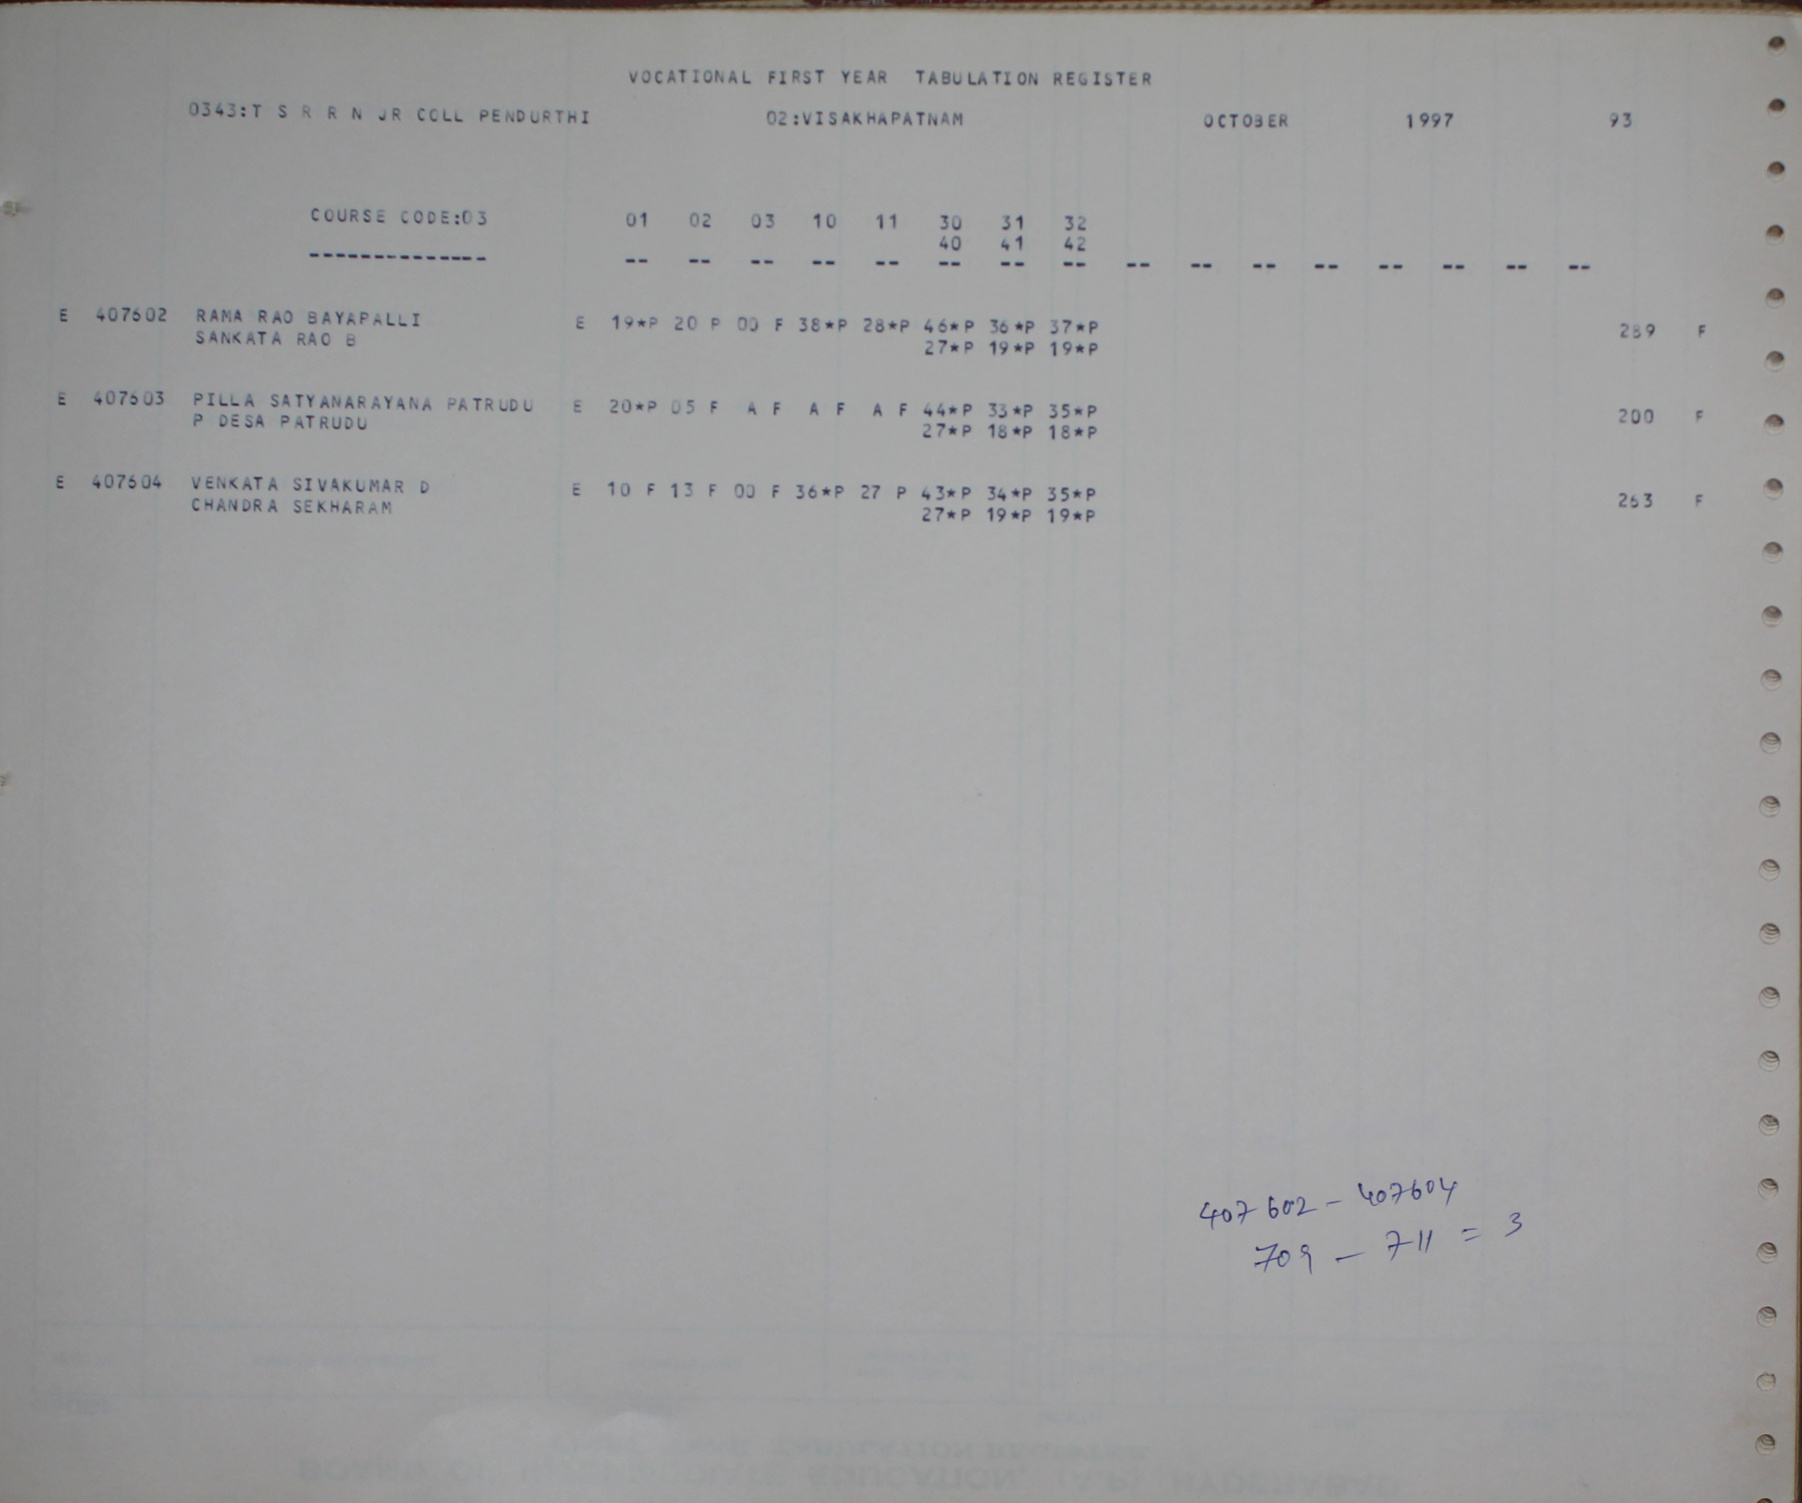 VOCATIONAL FIRST YEAR TABULATION REGISTER
0343:T S R R N JR COLL PENDURTHI 02:VISAKHAPATNAM OCTOBER 1997 93
COURSE CODE:03 01 02 03 10 11 30 31 32
40 41 42
-------------- -- -- -- -- -- -- -- -- -- -- -- -- -- -- -- --
E 407602 RAMA RAO BAYAPALLI E 19*P 20 P 00 F 38*P 28*P 46*P 36*P 37*P
SANKATA RAO B 27*P 19*P 19*P 289 F
E 407603 PILLA SATYANARAYANA PATRUDU E 20*P 05 F A F A F A F 44*P 33*P 35*P
P DESA PATRUDU 27*P 18*P 18*P 200 F
E 407604 VENKATA SIVAKUMAR D E 10 F 13 F 00 F 36*P 27 P 43*P 34*P 35*P
CHANDRA SEKHARAM 27*P 19*P 19*P 263 F
407602 - 407604
709 - 711 = 3